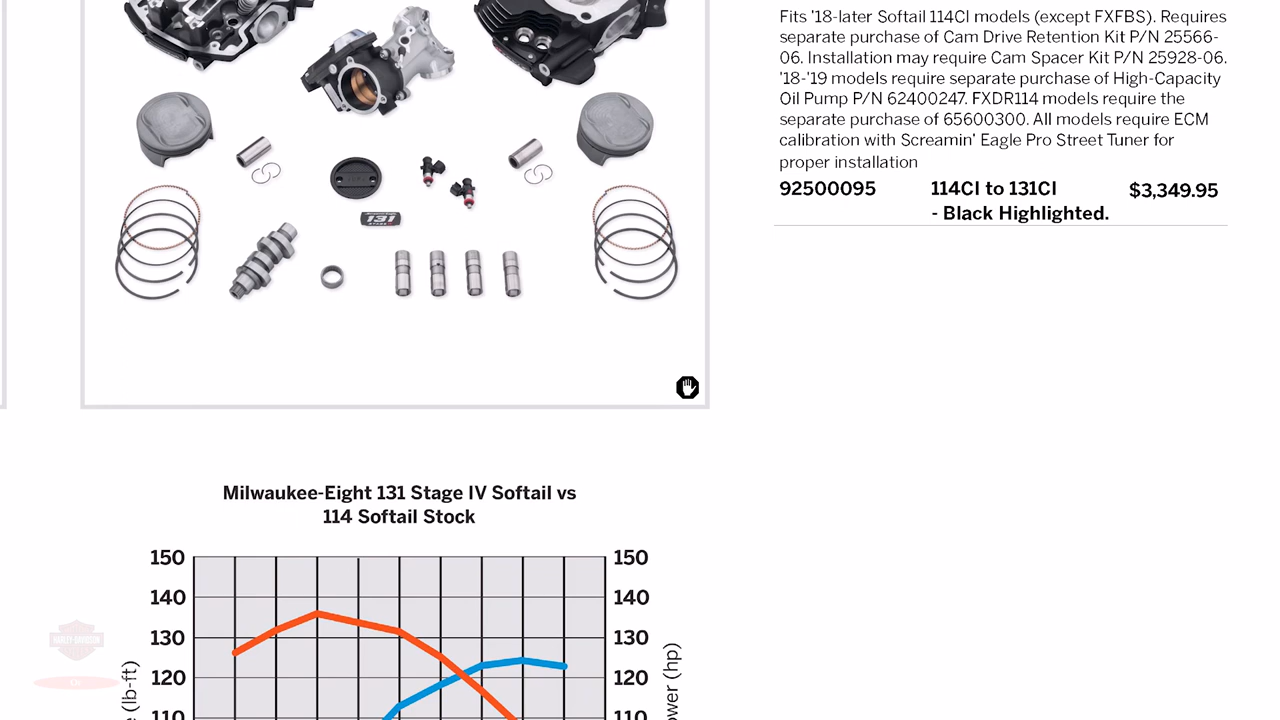 Fits '18-later Softail 114CI models (except FXFBS). Requires
separate purchase of Cam Drive Retention Kit P/N 25566-
06. Installation may require Cam Spacer Kit P/N 25928-06.
'18-'19 models require separate purchase of High-Capacity
Oil Pump P/N 62400247. FXDR114 models require the
separate purchase of 65600300. All models require ECM
calibration with Screamin' Eagle Pro Street Tuner for
proper installation
92500095 114CI to 131CI $3,349.95
- Black Highlighted.
131
Milwaukee-Eight 131 Stage IV Softail vs
114 Softail Stock
150 150
140 140
130 130
120 120
110 110
(lb-ft)
ower (hp)
HARLEY-DAVIDSON